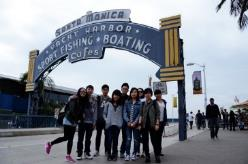 SANTA MONICA
YACHT HARBOR
SPORT FISHING ★ BOATING
Cafes